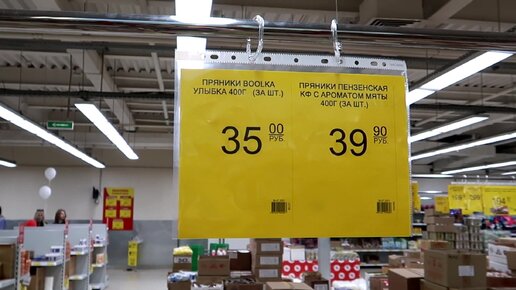 ПРЯНИКИ BOOLKA
УЛЫБКА 400Г (ЗА ШТ.)
35 00
РУБ.
ПРЯНИКИ ПЕНЗЕНСКАЯ
КФ С АРОМАТОМ МЯТЫ
400Г (ЗА ШТ.)
39 90
РУБ.